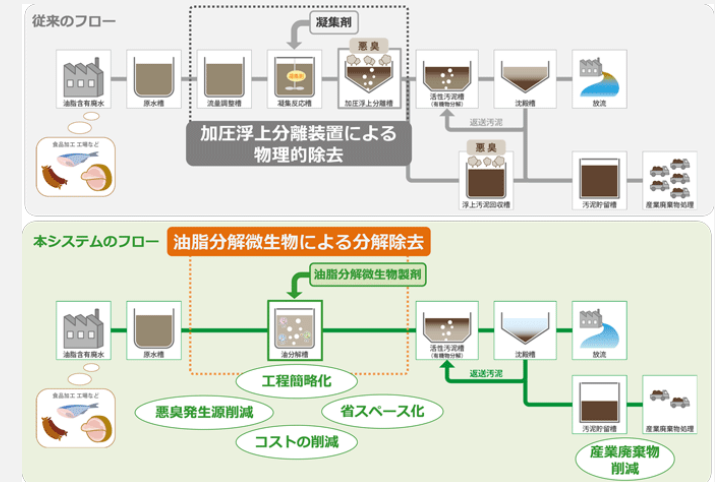 従来のフロー
凝集剤
悪臭
油脂含有廃水
原水槽
流量調整槽
凝集反応槽
加圧浮上分離槽
活性汚泥槽
(有機物分解)
沈殿槽
放流
返送汚泥
加圧浮上分離装置による
物理的除去
食品加工工場など
悪臭
浮上汚泥回収槽
汚泥貯留槽
産業廃棄物処理
本システムのフロー
油脂分解微生物による分解除去
油脂分解微生物製剤
油脂含有廃水
原水槽
油分解槽
活性汚泥槽
(有機物分解)
沈殿槽
放流
返送汚泥
食品加工工場など
工程簡略化
悪臭発生源削減
省スペース化
コストの削減
汚泥貯留槽
産業廃棄物処理
産業廃棄物
削減